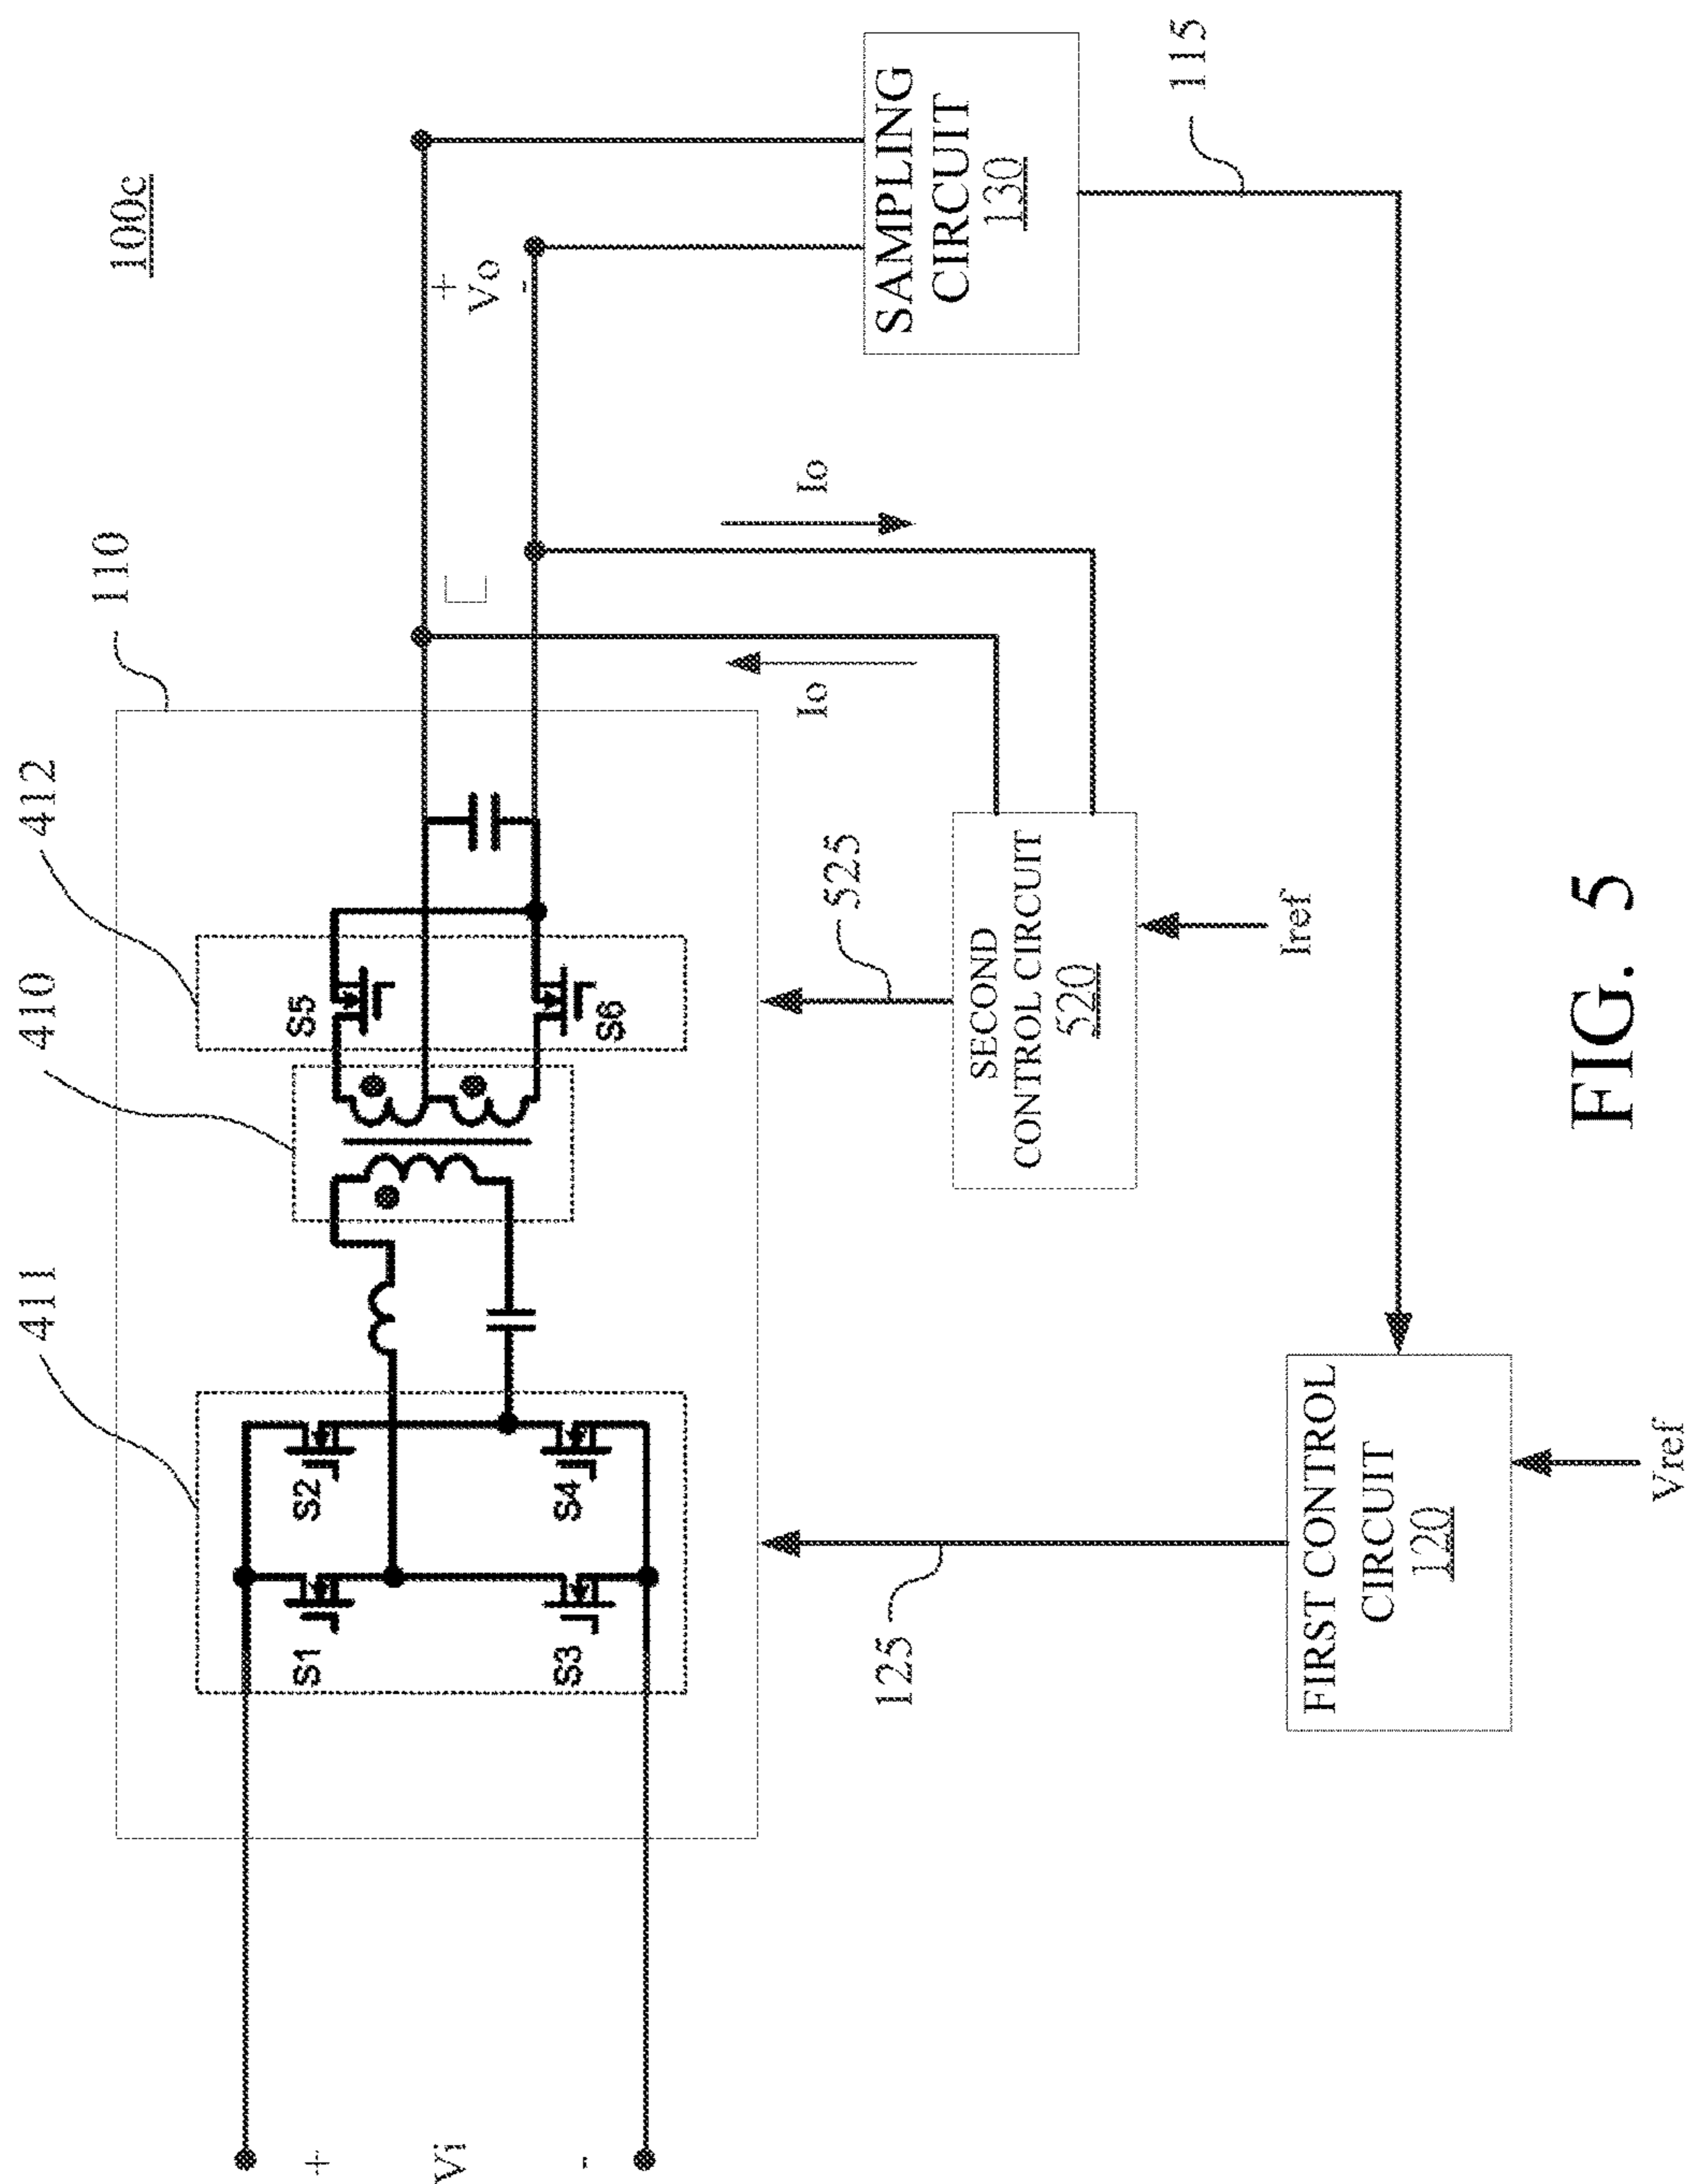 100c
110
412
410
411
S1
S2
S3
S4
S5
S6
+
Vi
-
+
Vo
-
Io
Io
525
125
SECOND
CONTROL CIRCUIT
520
Iref
SAMPLING
CIRCUIT
130
115
FIRST CONTROL
CIRCUIT
120
Vref
FIG. 5